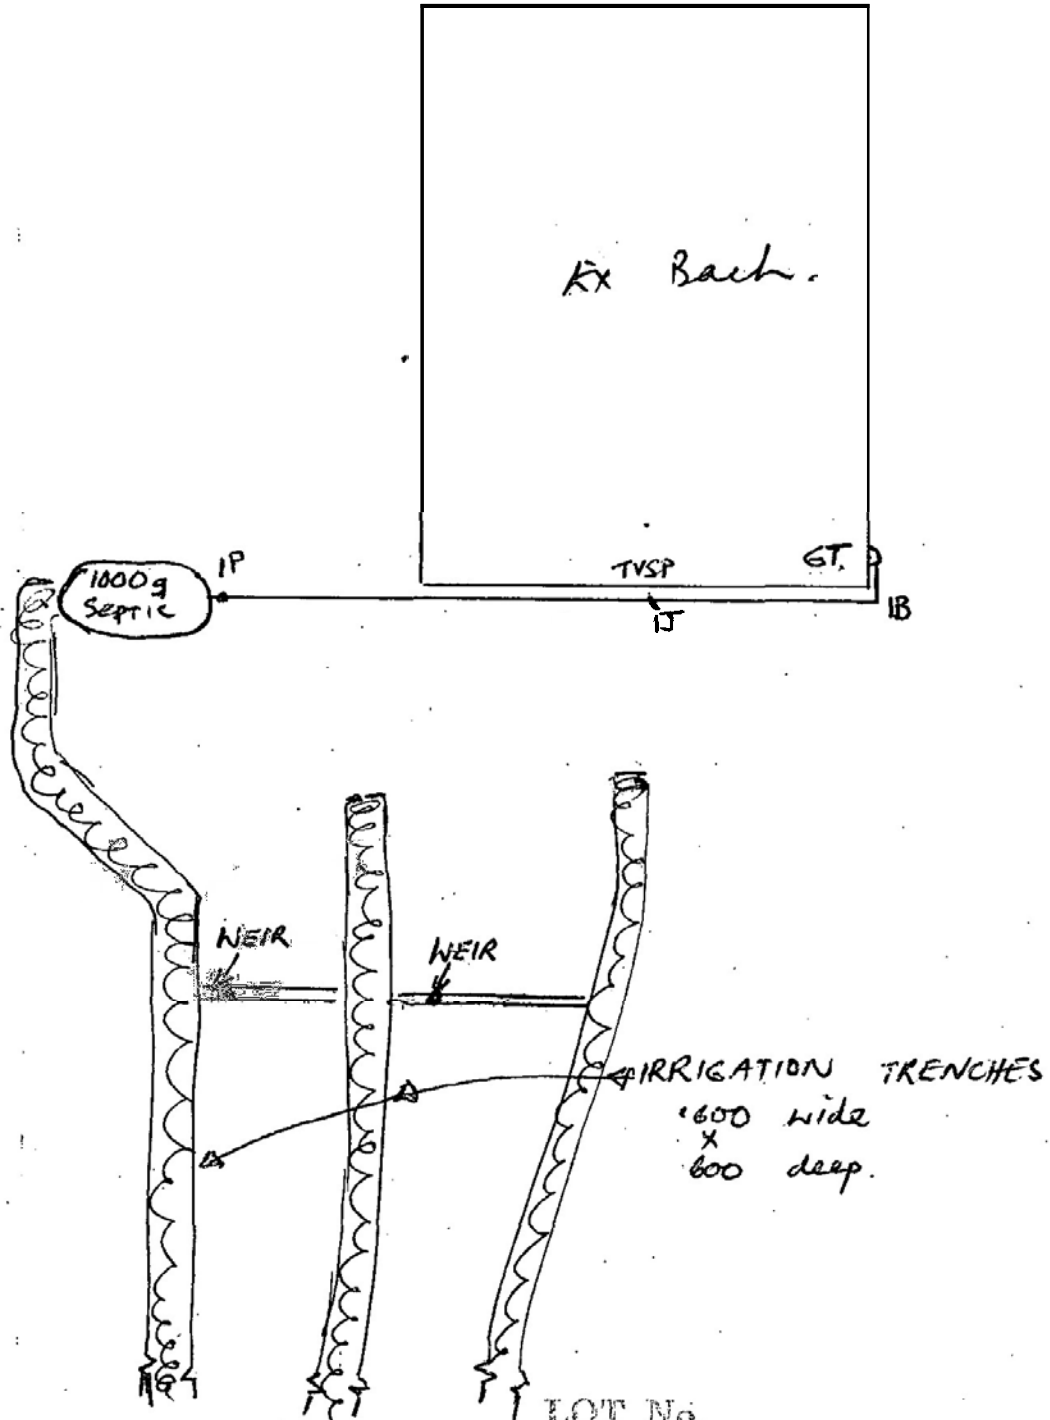 Ex Bach.
1000g
Septic
IP
TVSP
GT.
IJ
IB
WEIR
WEIR
IRRIGATION TRENCHES
600 wide
x
600 deep.
LOT No